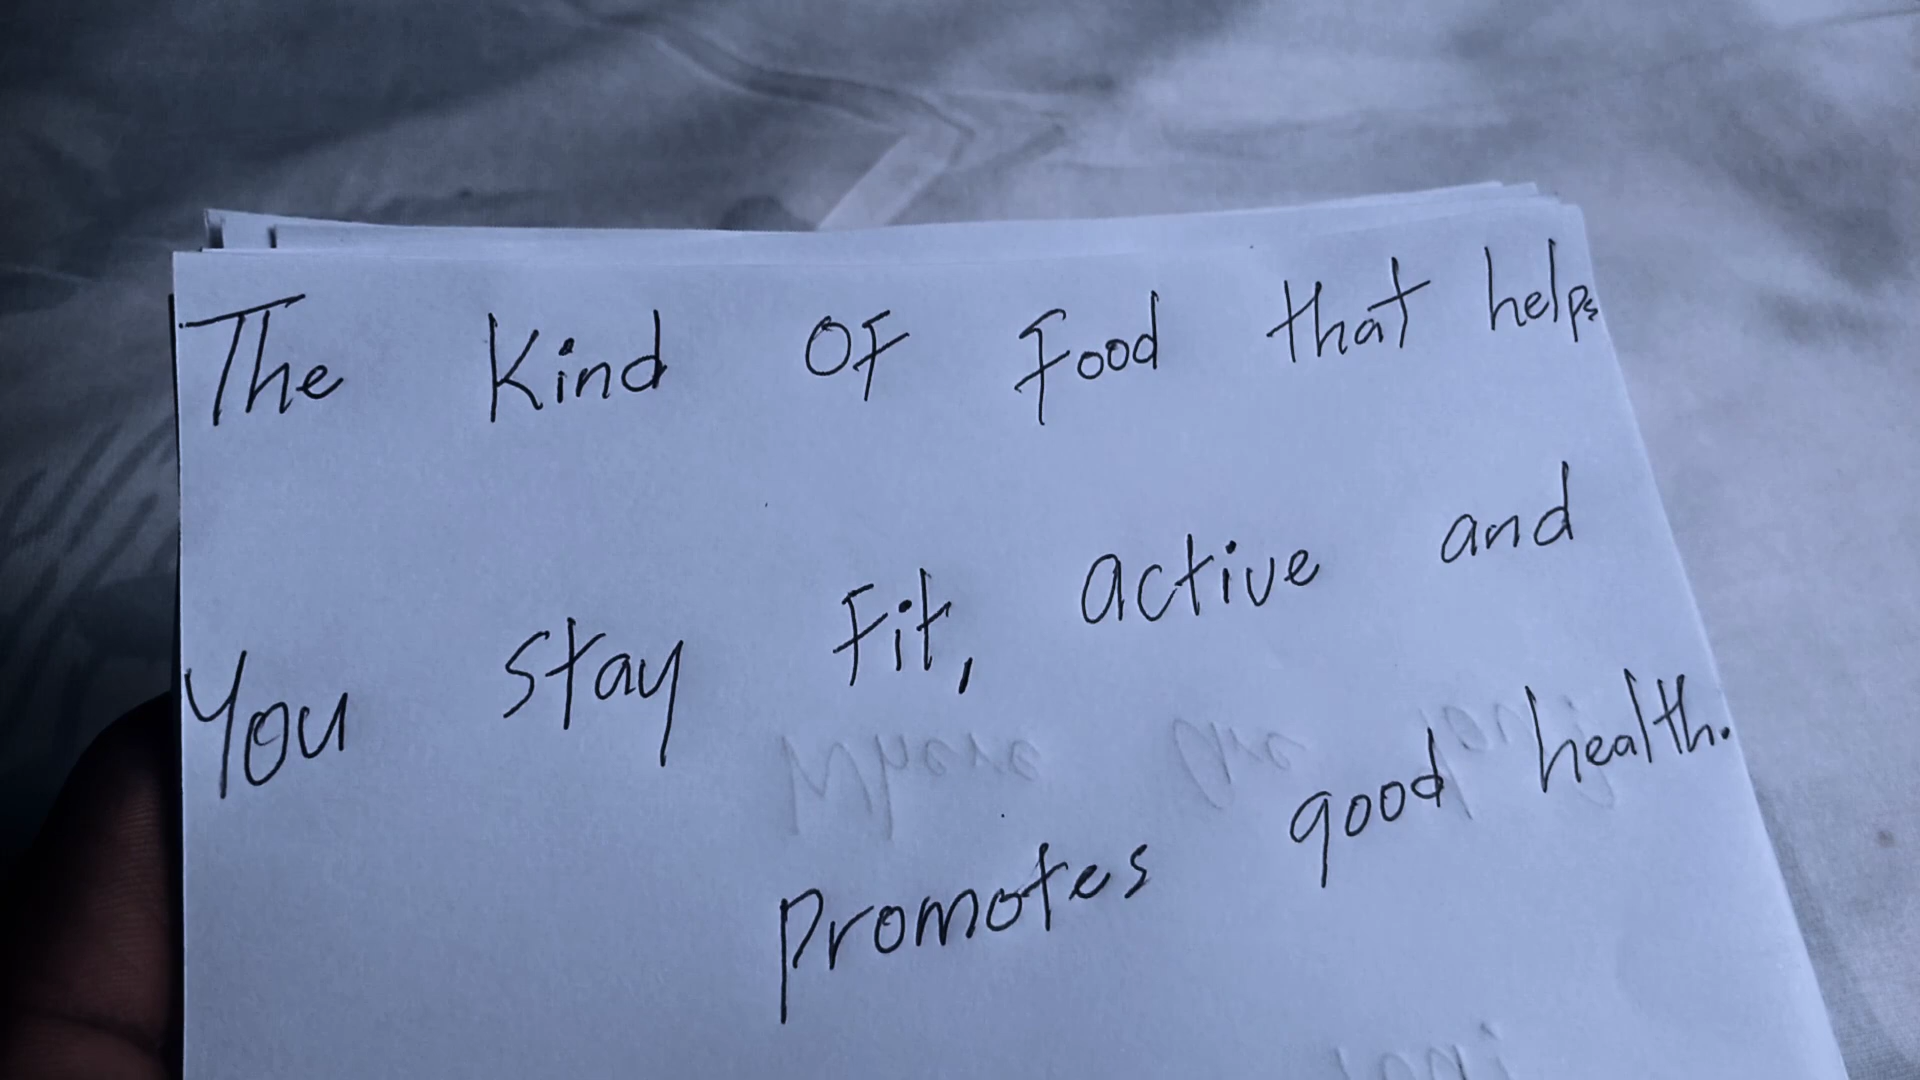 The Kind OF Food that helps
You stay Fit, active and
promotes good health.